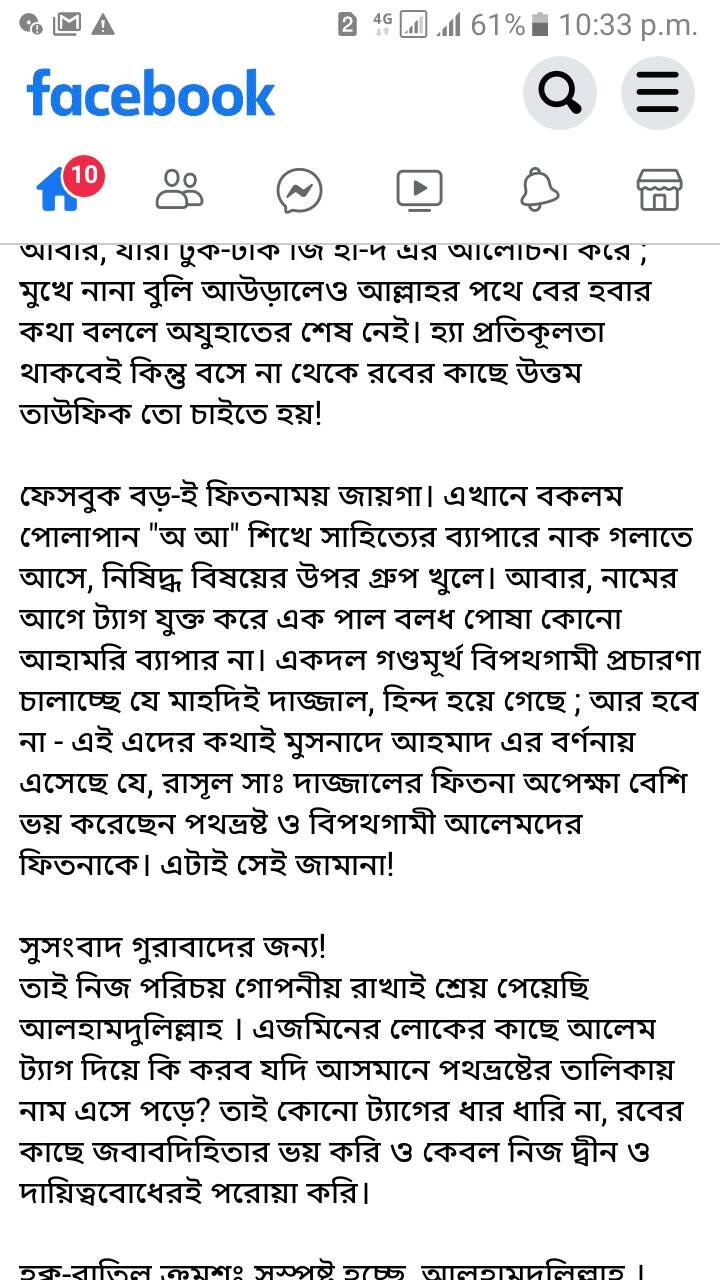 2 4G 61% 10:33 p.m.
facebook
10
আবার, যারা টুক-টাক জি হা-দ এর আলোচনা করে ;
মুখে নানা বুলি আউড়ালেও আল্লাহর পথে বের হবার
কথা বললে অযুহাতের শেষ নেই। হ্যা প্রতিকূলতা
থাকবেই কিন্তু বসে না থেকে রবের কাছে উত্তম
তাউফিক তো চাইতে হয়!
ফেসবুক বড়-ই ফিতনাময় জায়গা। এখানে বকলম
পোলাপান "অ আ" শিখে সাহিত্যের ব্যাপারে নাক গলাতে
আসে, নিষিদ্ধ বিষয়ের উপর গ্রুপ খুলে। আবার, নামের
আগে ট্যাগ যুক্ত করে এক পাল বলধ পোষা কোনো
আহামরি ব্যাপার না। একদল গণ্ডমূর্খ বিপথগামী প্রচারণা
চালাচ্ছে যে মাহদিই দাজ্জাল, হিন্দ হয়ে গেছে ; আর হবে
না - এই এদের কথাই মুসনাদে আহমাদ এর বর্ণনায়
এসেছে যে, রাসূল সাঃ দাজ্জালের ফিতনা অপেক্ষা বেশি
ভয় করেছেন পথভ্রষ্ট ও বিপথগামী আলেমদের
ফিতনাকে। এটাই সেই জামানা!
সুসংবাদ গুরাবাদের জন্য!
তাই নিজ পরিচয় গোপনীয় রাখাই শ্রেয় পেয়েছি
আলহামদুলিল্লাহ । এজমিনের লোকের কাছে আলেম
ট্যাগ দিয়ে কি করব যদি আসমানে পথভ্রষ্টের তালিকায়
নাম এসে পড়ে? তাই কোনো ট্যাগের ধার ধারি না, রবের
কাছে জবাবদিহিতার ভয় করি ও কেবল নিজ দ্বীন ও
দায়িত্ববোধেরই পরোয়া করি।
হক্ব-বাতিল ক্রমশঃ সুস্পষ্ট হচ্ছে, আলহামদুলিল্লাহ ।